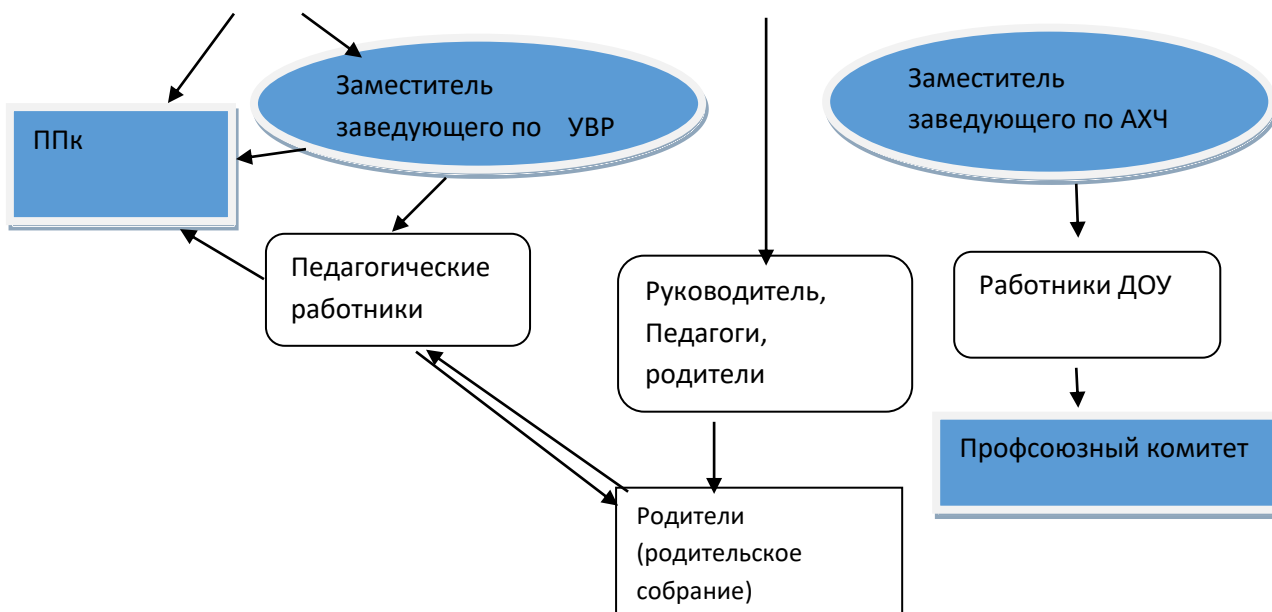 Заместитель
заведующего по УВР
Заместитель
заведующего по АХЧ
ППк
Педагогические
работники
Руководитель,
Педагоги,
родители
Работники ДОУ
Профсоюзный комитет
Родители
(родительское
собрание)